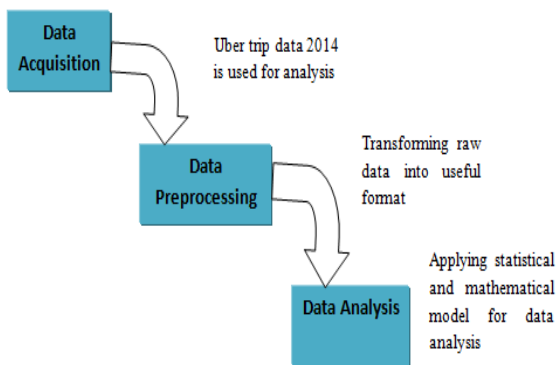 Data
Acquisition
Uber trip data 2014
is used for analysis
Data
Preprocessing
Transforming raw
data into useful
format
Data Analysis
Applying statistical
and mathematical
model for data
analysis